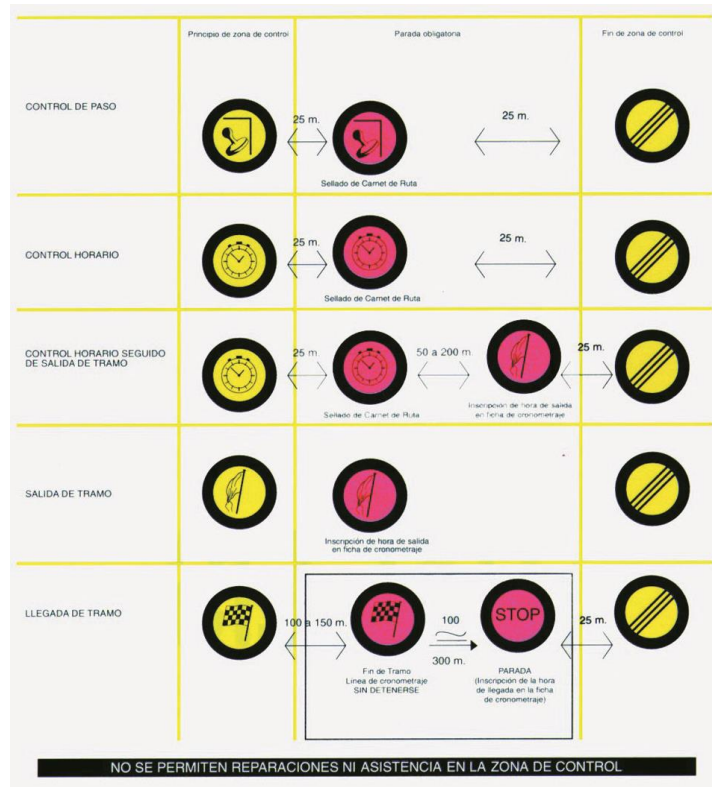 Principio de zona de control
Parada obligatoria
Fin de zona de control
CONTROL DE PASO
25 m.
25 m.
Sellado de Carnet de Ruta
CONTROL HORARIO
25 m.
25 m.
Sellado de Carnet de Ruta
CONTROL HORARIO SEGUIDO
DE SALIDA DE TRAMO
25 m.
50 a 200 m.
25 m.
Sellado de Carnet de Ruta
Inscripción de hora de salida
en ficha de cronometraje
SALIDA DE TRAMO
Inscripción de hora de salida
en ficha de cronometraje
LLEGADA DE TRAMO
100 a 150 m.
100
300 m.
STOP
25 m.
Fin de Tramo
Linea de cronometraje
SIN DETENERSE
PARADA
(Inscripción de la hora
de llegada en la ficha
de cronometraje)
NO SE PERMITEN REPARACIONES NI ASISTENCIA EN LA ZONA DE CONTROL